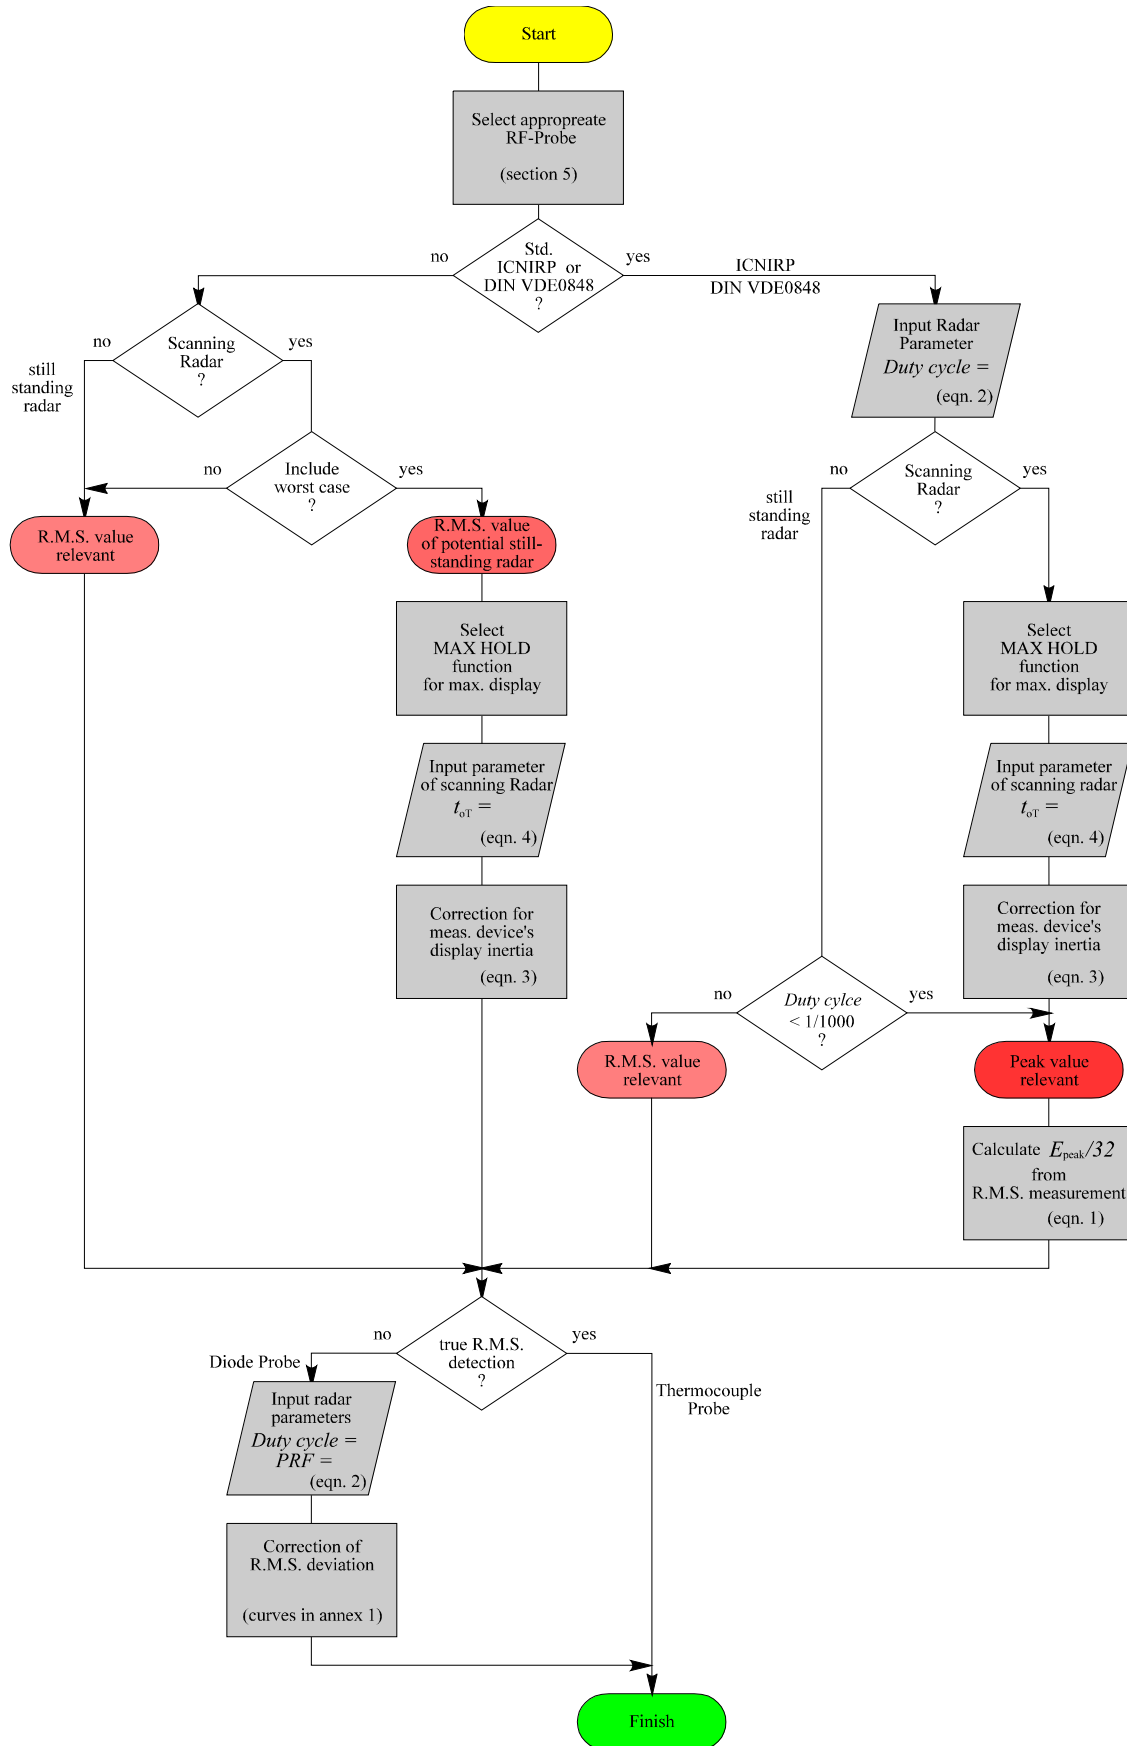 Start
Select appropreate
RF-Probe
(section 5)
no
Std.
ICNIRP or
DIN VDE0848
?
yes
ICNIRP
DIN VDE0848
no
Scanning
Radar
?
yes
still
standing
radar
Input Radar
Parameter
Duty cycle =
(eqn. 2)
no
Include
worst case
?
yes
no
Scanning
Radar
?
yes
still
standing
radar
R.M.S. value
relevant
R.M.S. value
of potential still-
standing radar
Select
MAX HOLD
function
for max. display
Select
MAX HOLD
function
for max. display
Input parameter
of scanning Radar
toT =
(eqn. 4)
Input parameter
of scanning radar
toT =
(eqn. 4)
Correction for
meas. device's
display inertia
(eqn. 3)
Correction for
meas. device's
display inertia
(eqn. 3)
no
Duty cylce
< 1/1000
?
yes
R.M.S. value
relevant
Peak value
relevant
Calculate Epeak/32
from
R.M.S. measurement
(eqn. 1)
no
true R.M.S.
detection
?
yes
Diode Probe
Thermocouple
Probe
Input radar
parameters
Duty cycle =
PRF =
(eqn. 2)
Correction of
R.M.S. deviation
(curves in annex 1)
Finish